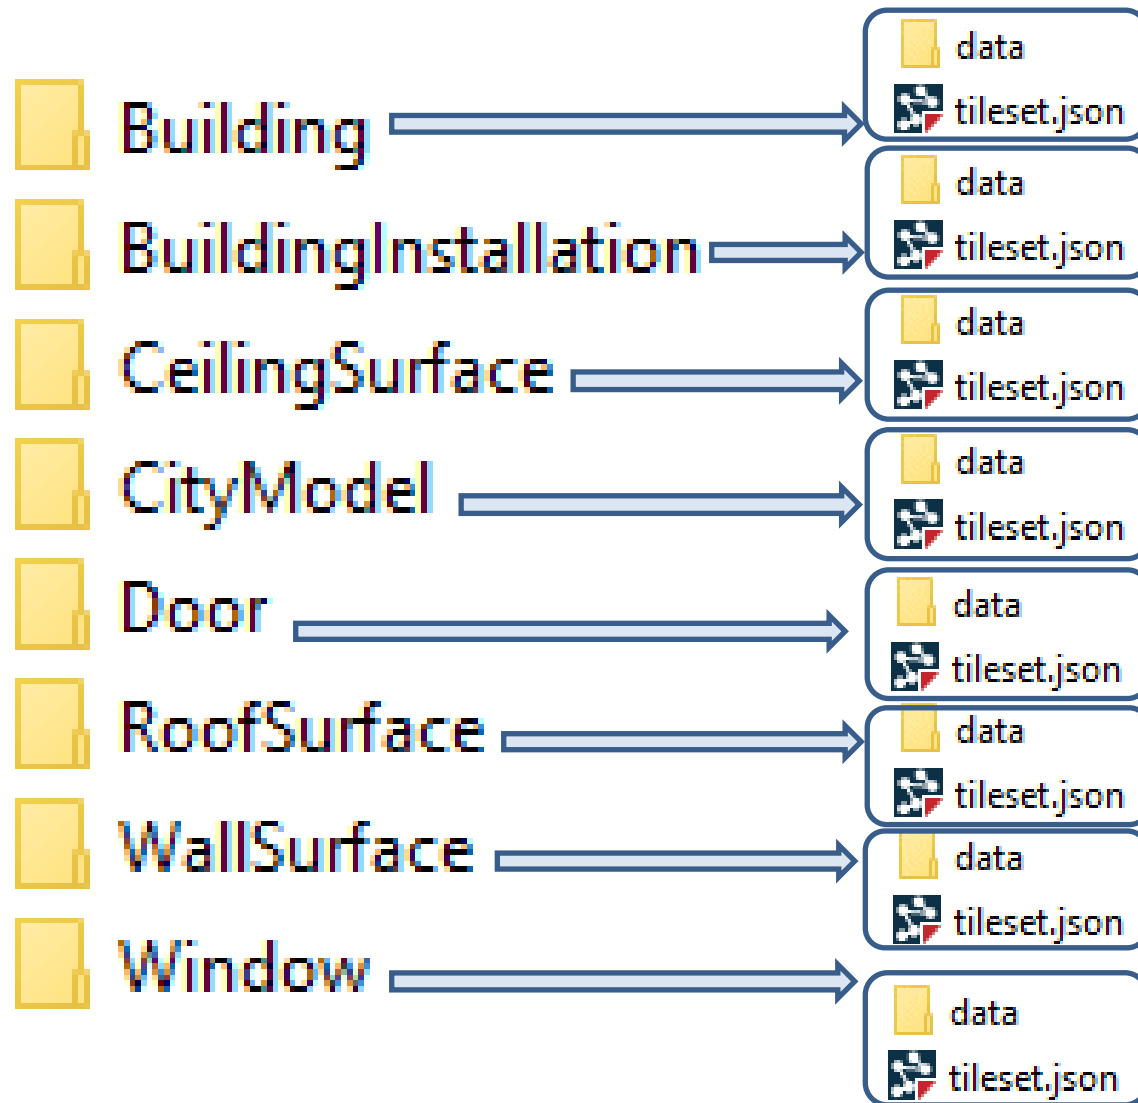 data
Building
tileset.json
data
BuildingInstallation
tileset.json
data
CeilingSurface
tileset.json
data
CityModel
tileset.json
data
Door
tileset.json
data
RoofSurface
tileset.json
data
WallSurface
tileset.json
data
Window
tileset.json